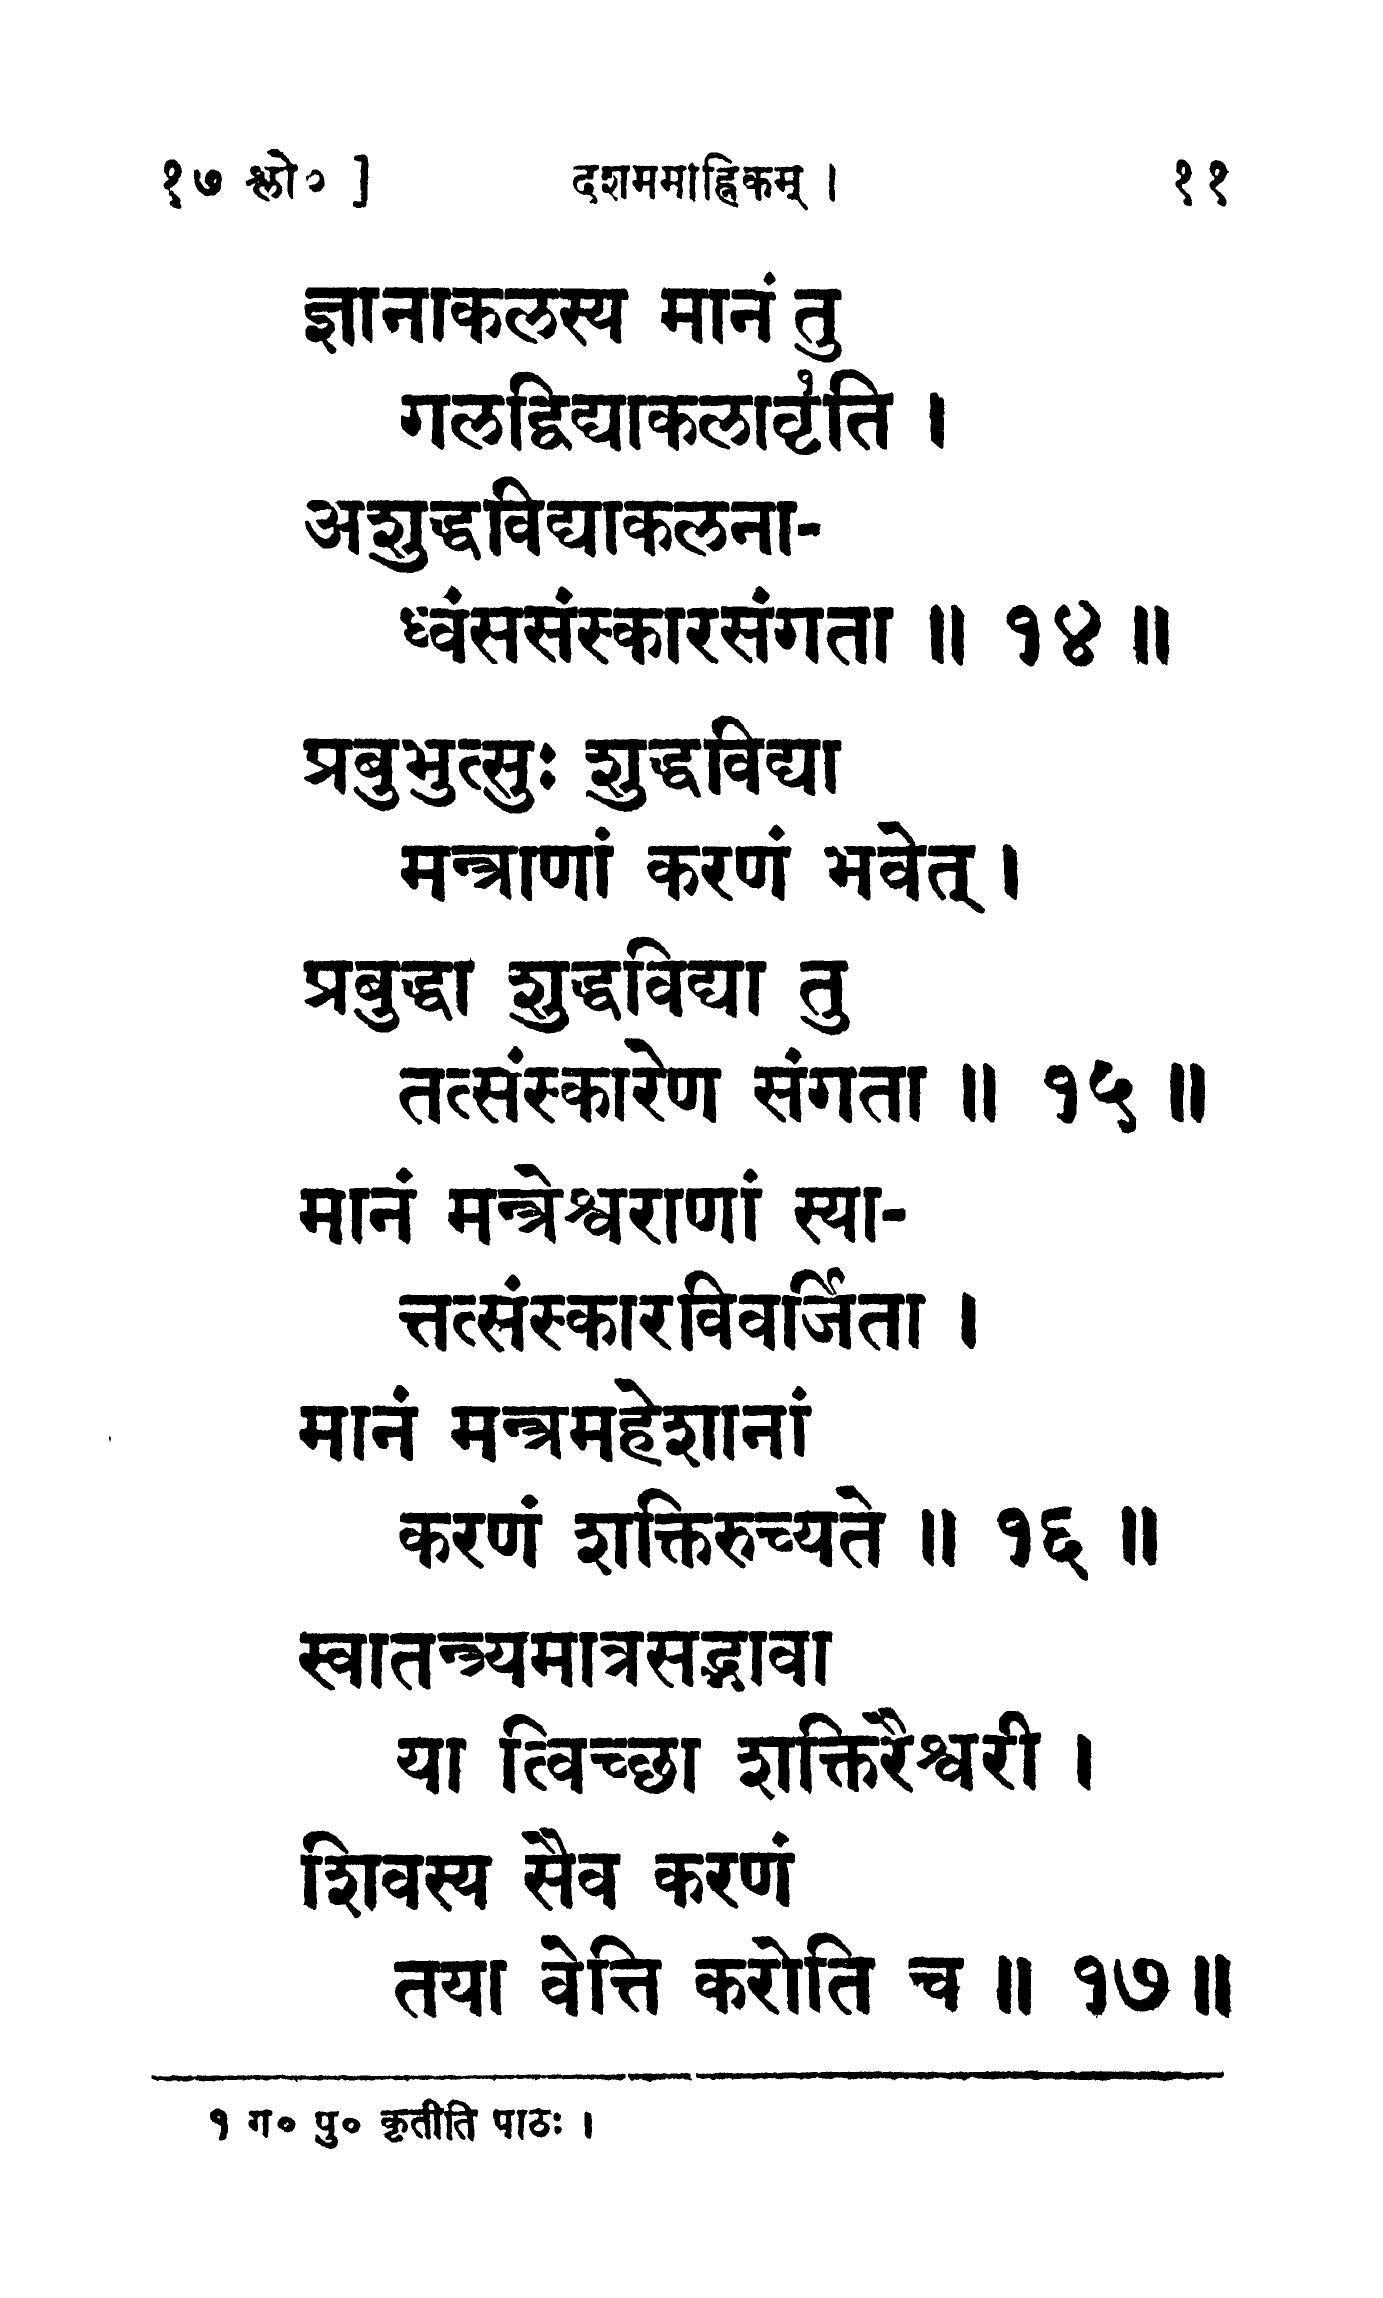 १७ श्लो० ]
दशममाह्निकम् ।
११
ज्ञानाकलस्य मानं तु
गलद्विद्याकलावृ१ति ।
अशुद्धविद्याकलना-
ध्वंससंस्कारसंगता ॥ १४ ॥
प्रबुभुत्सुः शुद्धविद्या
मन्त्राणां करणं भवेत् ।
प्रबुद्धा शुद्धविद्या तु
तत्संस्कारेण संगता ॥ १५ ॥
मानं मन्त्रेश्वराणां स्या-
त्तत्संस्कारविवर्जिता ।
मानं मन्त्रमहेशानां
करणं शक्तिरुच्यते ॥ १६ ॥
स्वातन्त्र्यमात्रसद्भावा
या त्विच्छा शक्तिरैश्वरी ।
शिवस्य सैव करणं
तया वेत्ति करोति च ॥ १७ ॥
१ ग० पु० कृतीति पाठः ।